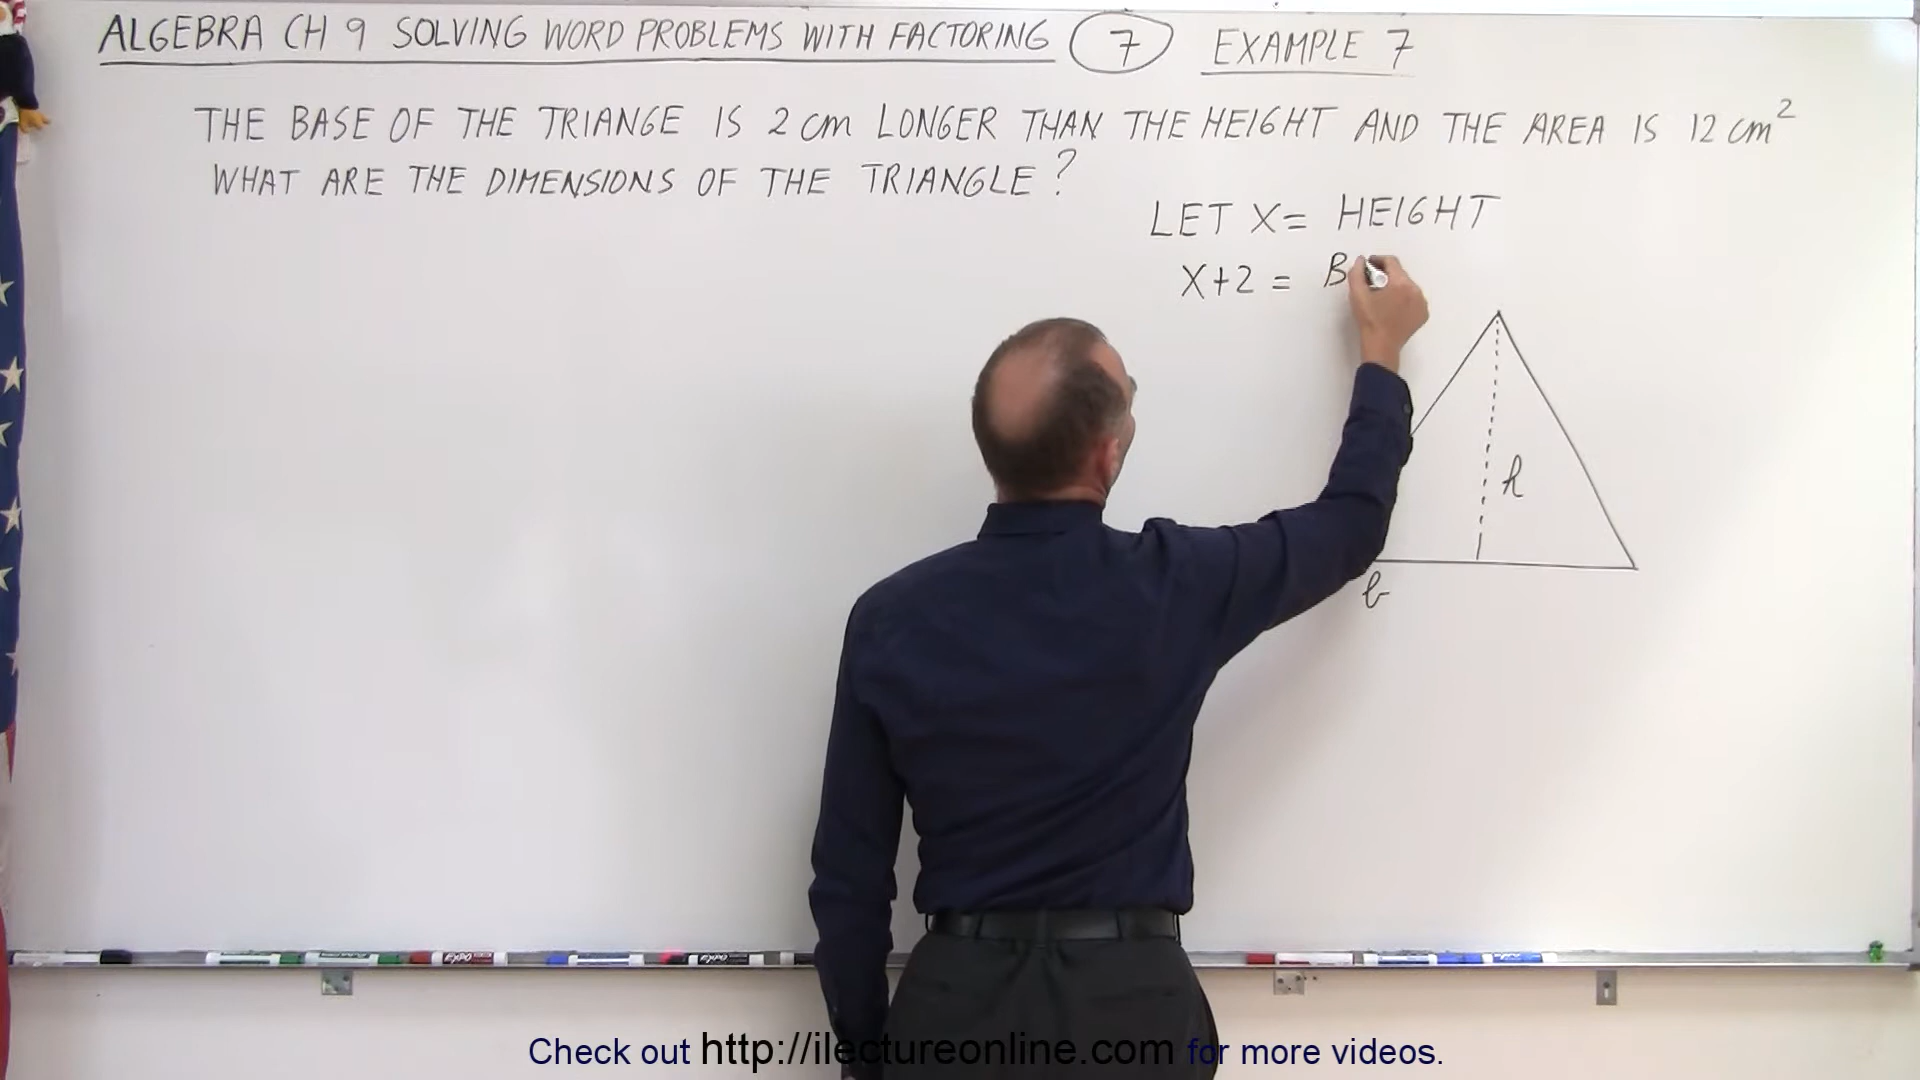 ALGEBRA CH 9 SOLVING WORD PROBLEMS WITH FACTORING 7 EXAMPLE 7
THE BASE OF THE TRIANGE IS 2 cm LONGER THAN THE HEIGHT AND THE AREA IS 12 cm²
WHAT ARE THE DIMENSIONS OF THE TRIANGLE?
LET X = HEIGHT
X+2 = B
h
b
Check out http://ilectureonline.com for more videos.